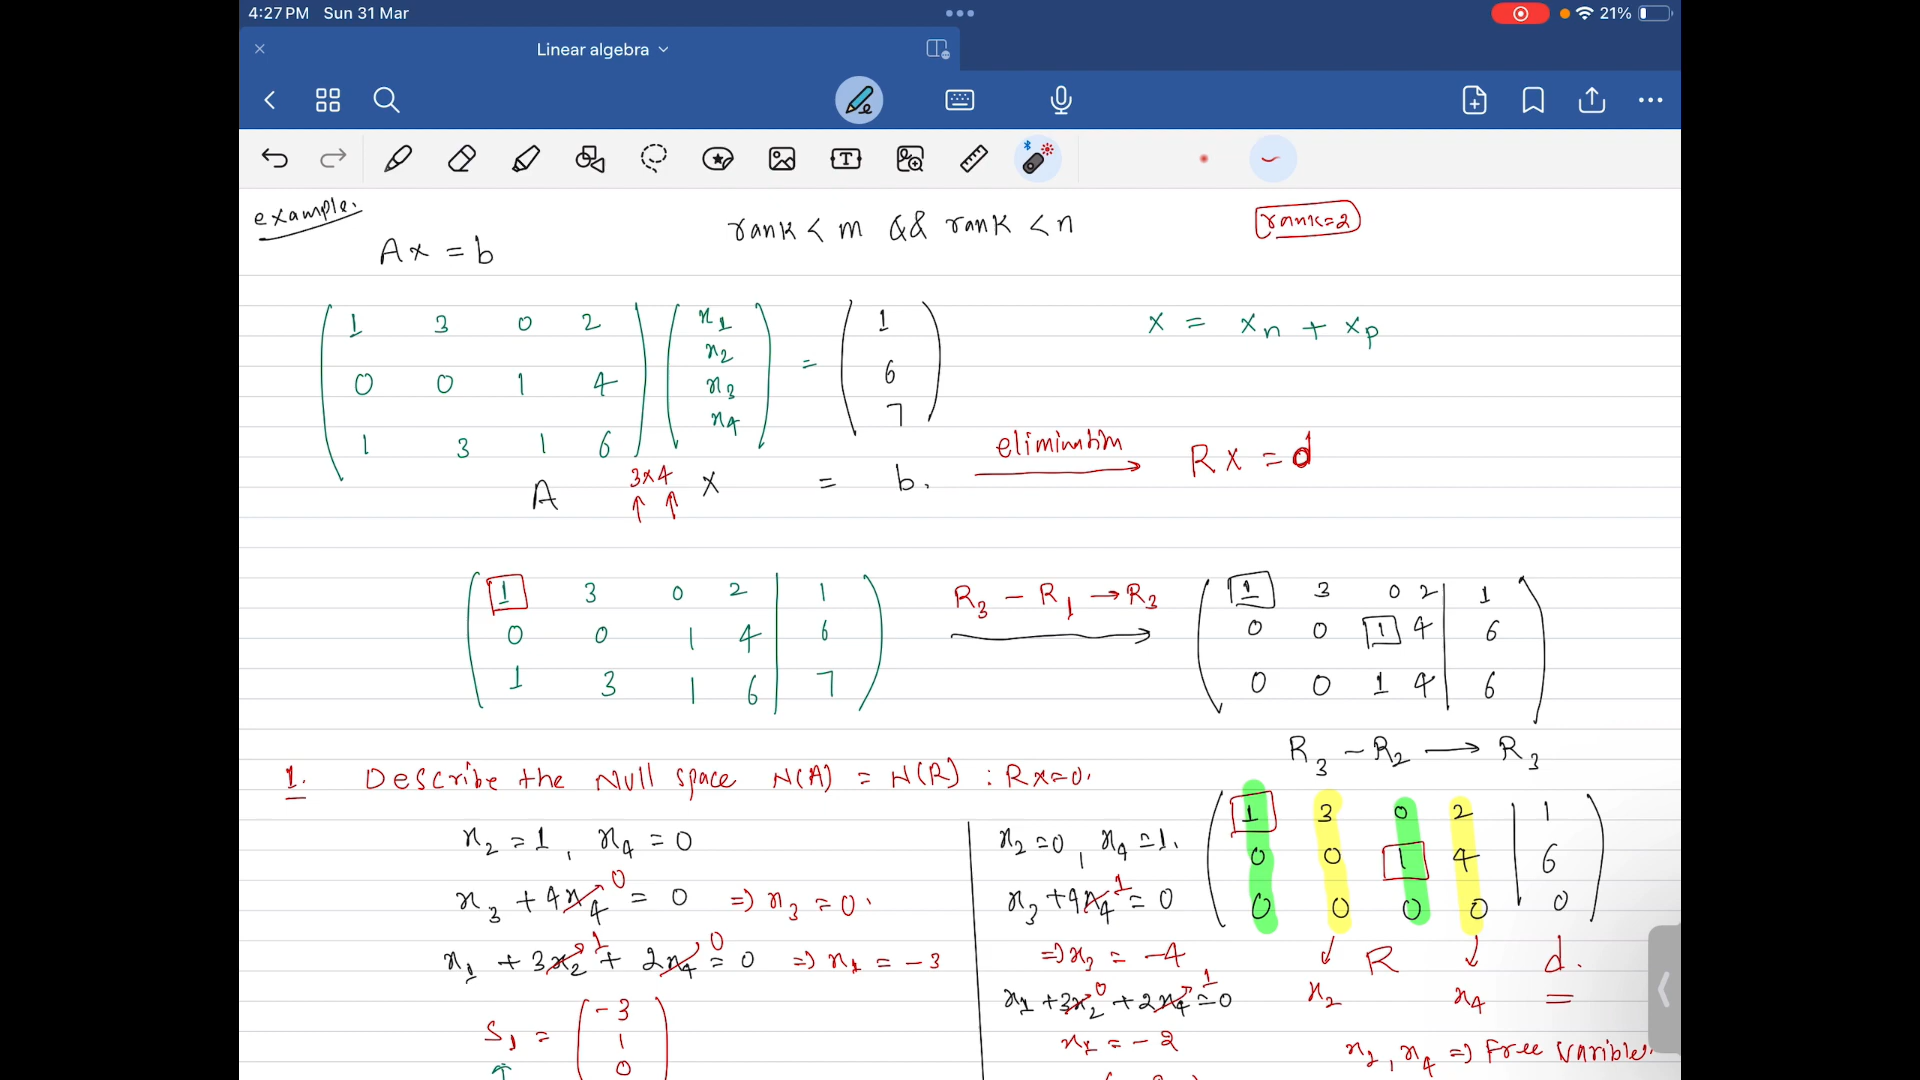 4:27 PM Sun 31 Mar
21%
Linear algebra
example.
rank < m && rank < n
rank=2
Ax = b
1 3 0 2
0 0 1 4
1 3 1 6
x1
x2
x3
x4
=
1
6
7
x = xn + xp
A 3x4 x = b.
elimination
Rx = d
1 3 0 2 | 1
0 0 1 4 | 6
1 3 1 6 | 7
R3 - R1 → R3
1 3 0 2 | 1
0 0 1 4 | 6
0 0 1 4 | 6
R3 - R2 → R3
1. Describe the Null space N(A) = N(R) : Rx=0.
x2 = 1, x4 = 0
x3 + 4x4 0 = 0 => x3 = 0.
x1 + 3x2 1 + 2x4 0 = 0 => x1 = -3
S1 =
-3
1
0
x2 = 0, x4 = 1.
x3 + 4x4 1 = 0
=> x3 = -4
x1 + 3x2 0 + 2x4 1 = 0
x1 = -2
1 3 0 2 | 1
0 0 1 4 | 6
0 0 0 0 | 0
R d.
x2 x4
x2, x4 => Free Varibles.